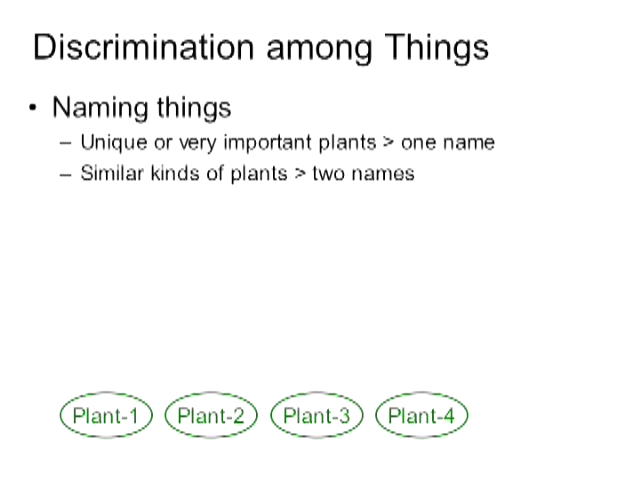 Discrimination among Things
• Naming things
– Unique or very important plants > one name
– Similar kinds of plants > two names
Plant-1 Plant-2 Plant-3 Plant-4